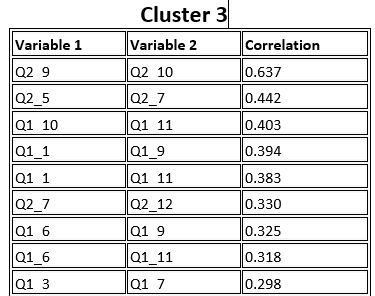 Cluster 3
Variable 1 Variable 2 Correlation
Q2_9 Q2_10 0.637
Q2_5 Q2_7 0.442
Q1_10 Q1_11 0.403
Q1_1 Q1_9 0.394
Q1_1 Q1_11 0.383
Q2_7 Q2_12 0.330
Q1_6 Q1_9 0.325
Q1_6 Q1_11 0.318
Q1_3 Q1_7 0.298